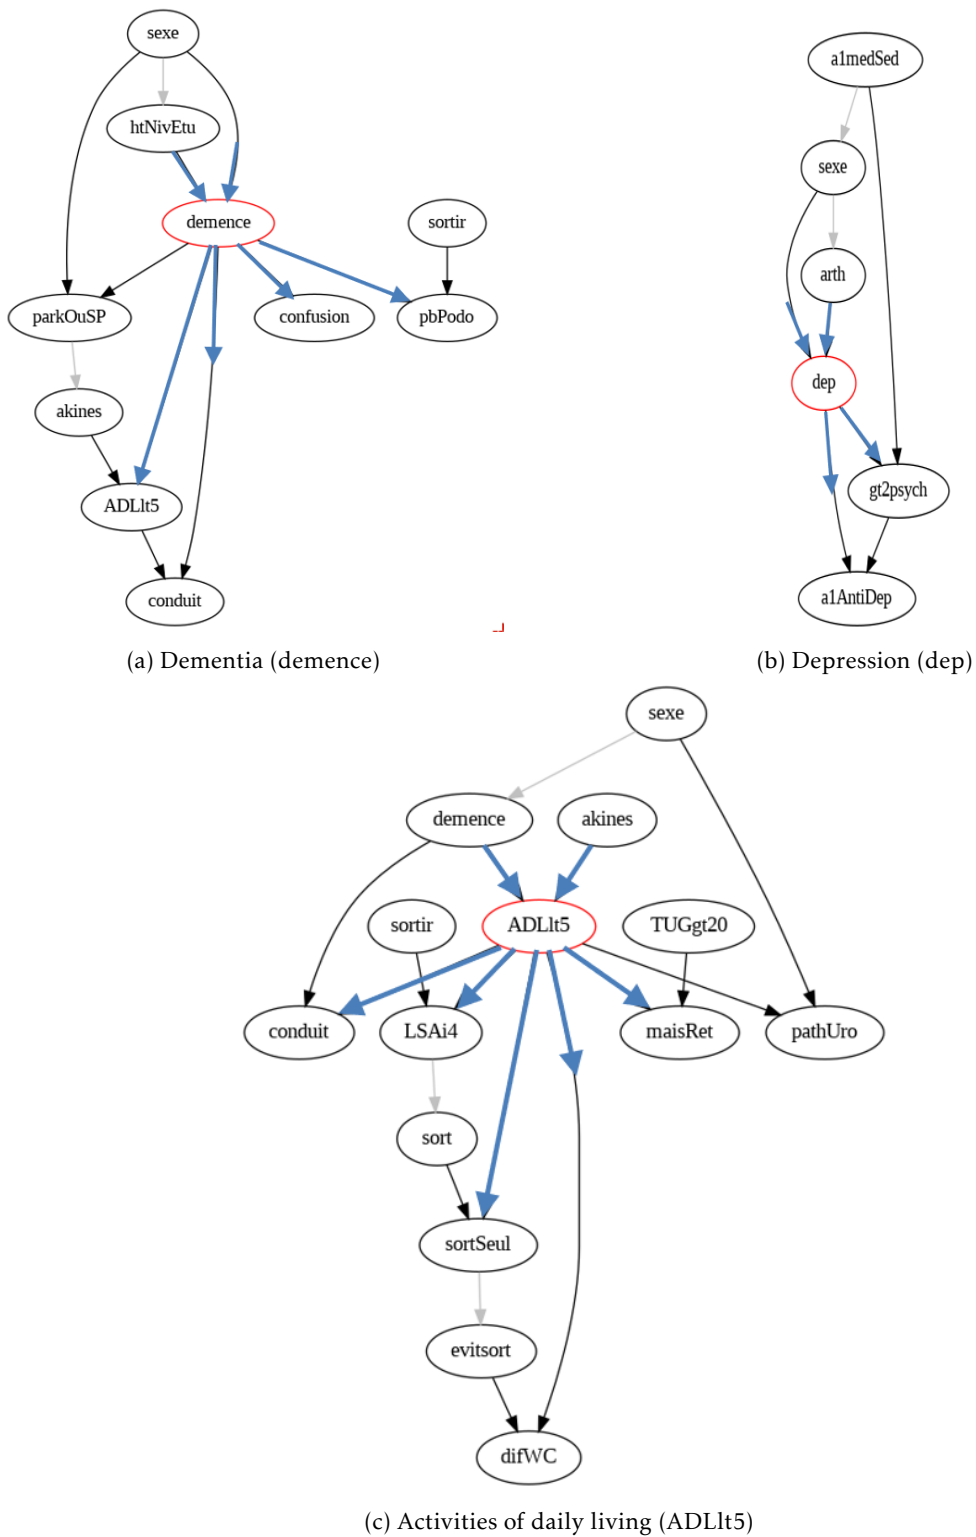 sexe
htNivEtu
demence
sortir
parkOuSP
confusion
pbPodo
akines
ADLlt5
conduit
(a) Dementia (demence)
a1medSed
sexe
arth
dep
gt2psych
a1AntiDep
(b) Depression (dep)
sexe
demence
akines
sortir
ADLlt5
TUGgt20
conduit
LSAi4
maisRet
pathUro
sort
sortSeul
evitsort
difWC
(c) Activities of daily living (ADLlt5)